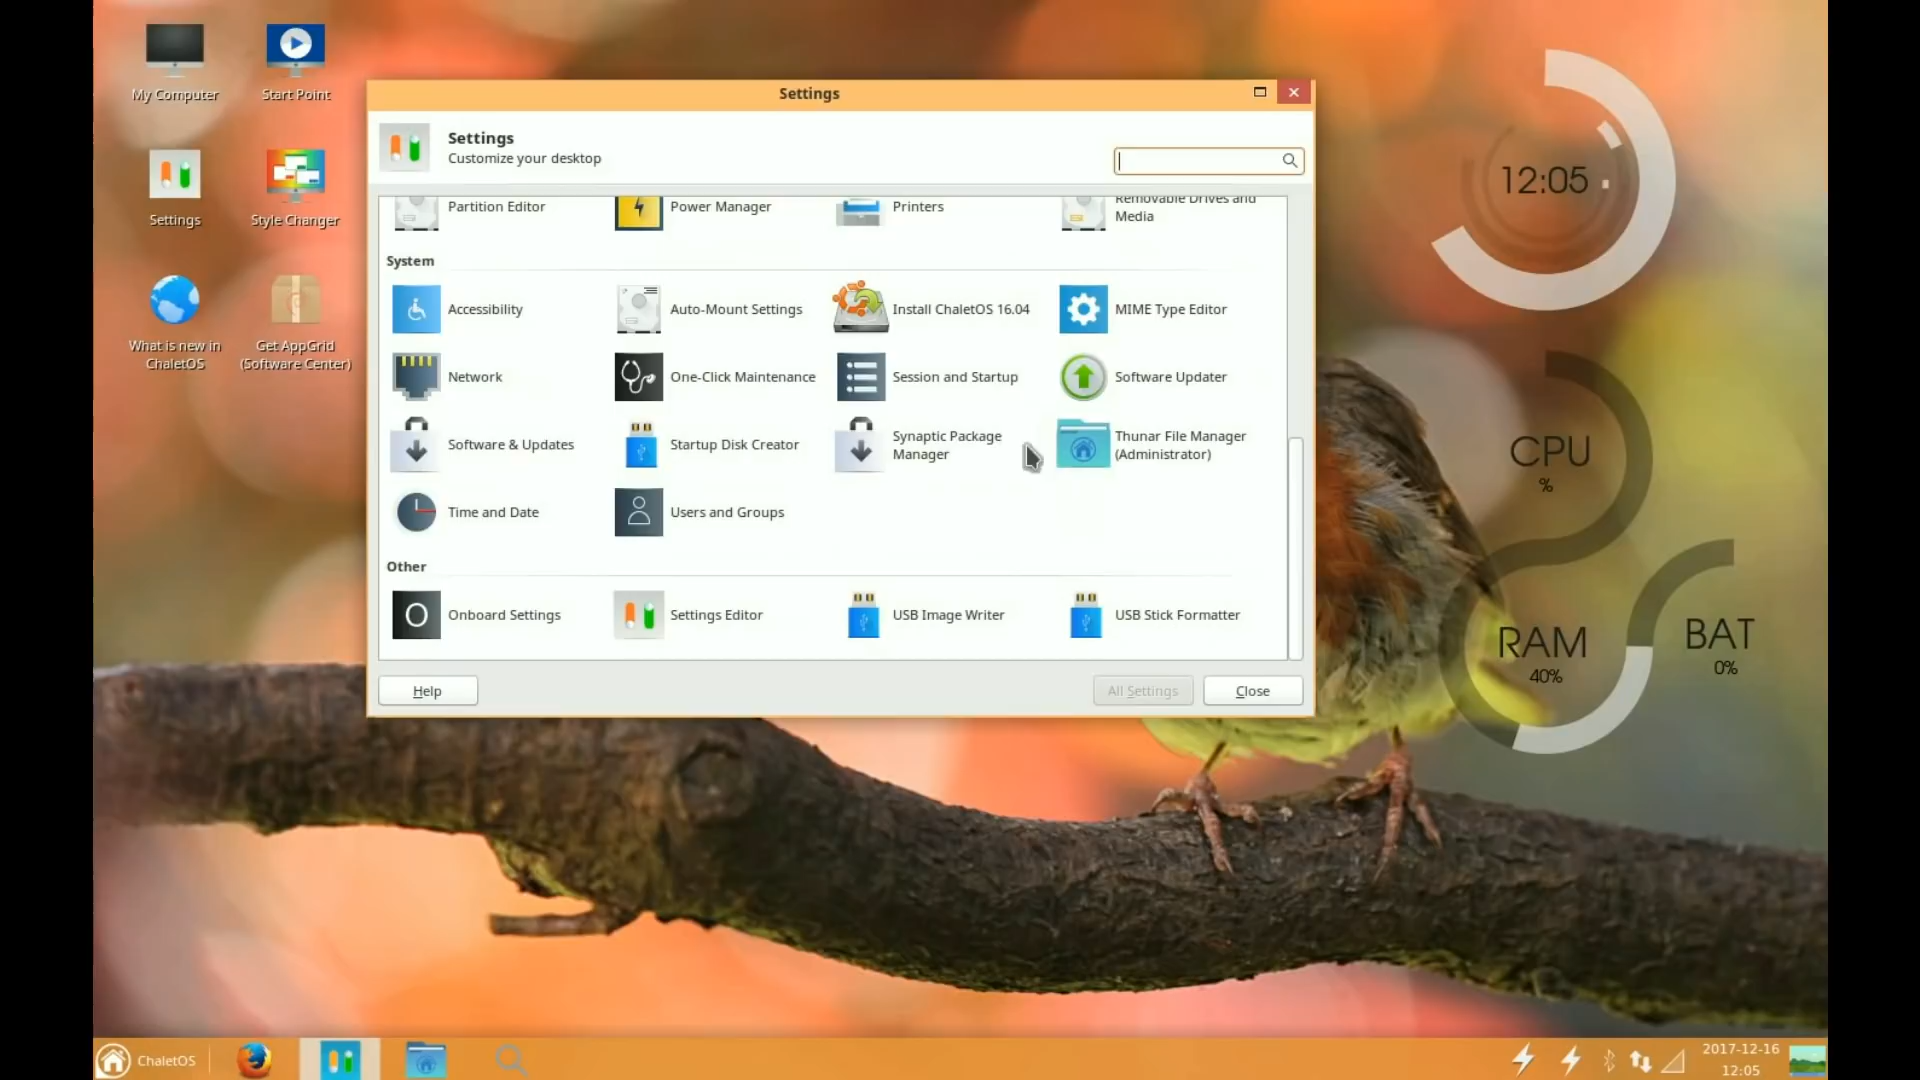 My Computer
Start Point
Settings
Style Changer
What is new in
ChaletOS
Get AppGrid
(Software Center)
Settings
Settings
Customize your desktop
Partition Editor
Power Manager
Printers
Removable Drives and
Media
System
Accessibility
Auto-Mount Settings
Install ChaletOS 16.04
MIME Type Editor
Network
One-Click Maintenance
Session and Startup
Software Updater
Software & Updates
Startup Disk Creator
Synaptic Package
Manager
Thunar File Manager
(Administrator)
Time and Date
Users and Groups
Other
Onboard Settings
Settings Editor
USB Image Writer
USB Stick Formatter
Help
All Settings
Close
12:05
CPU
%
RAM
40%
BAT
0%
ChaletOS
2017-12-16
12:05